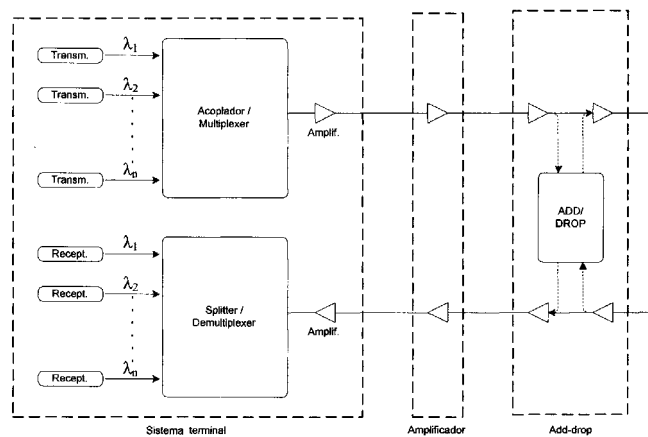 Transm.
λ1
Transm.
λ2
Transm.
λn
Acoplador /
Multiplexer
Amplif.
ADD/
DROP
Recept.
λ1
Recept.
λ2
Recept.
λn
Splitter /
Demultiplexer
Amplif.
Sistema terminal
Amplificador
Add-drop